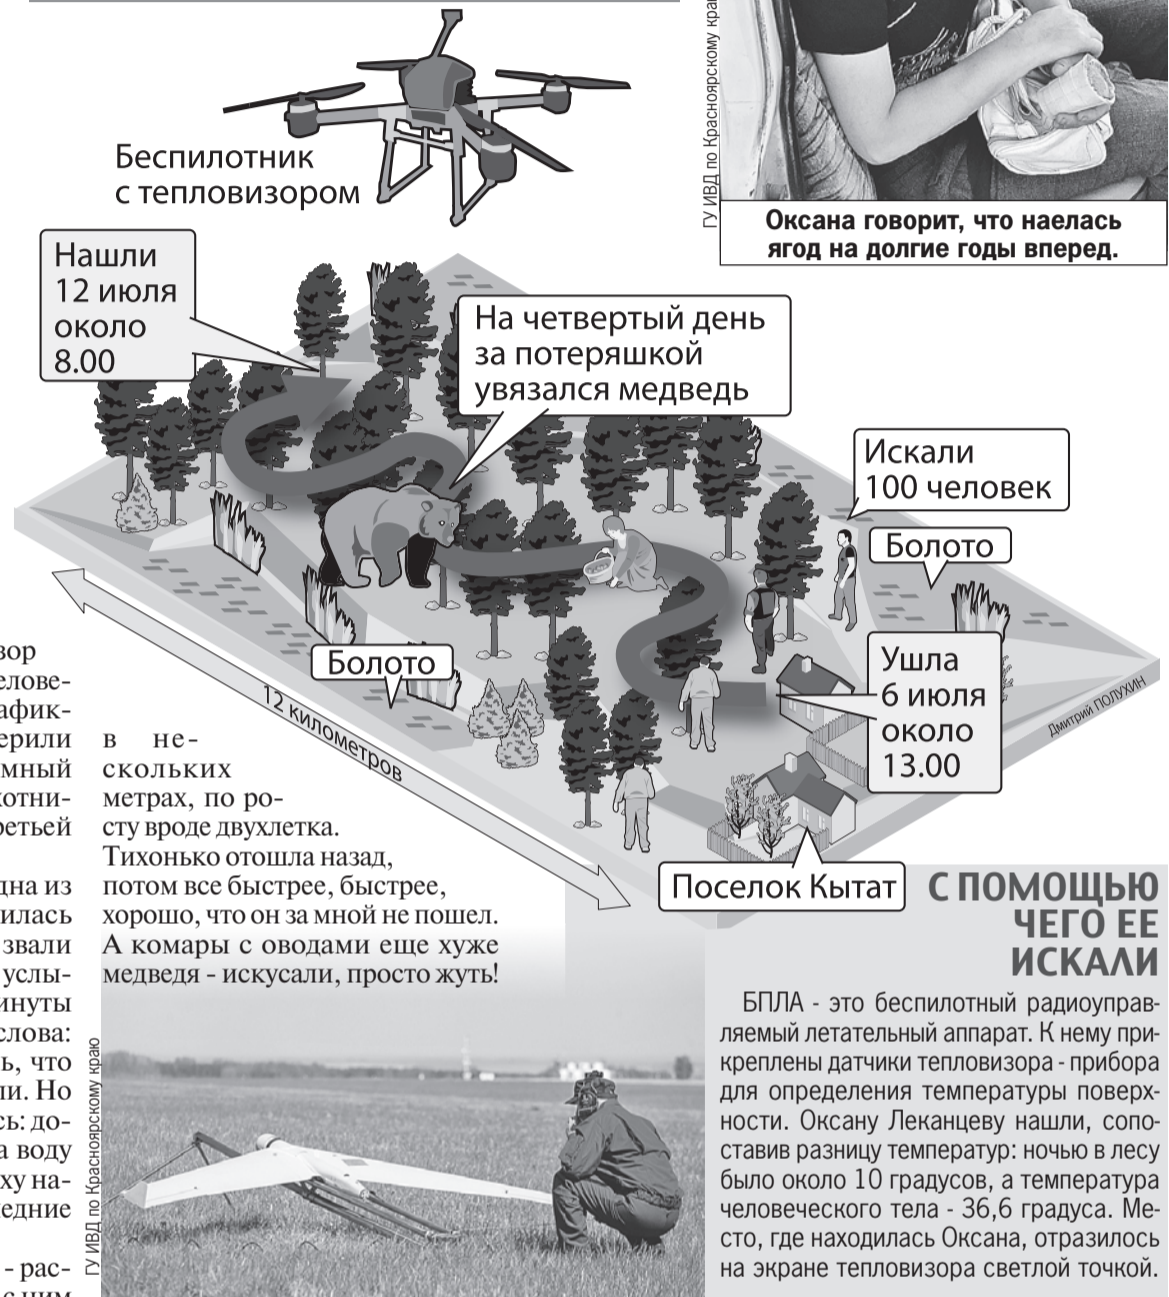 ГУ ИВД по Красноярскому краю
Оксана говорит, что наелась
ягод на долгие годы вперед.
Беспилотник
с тепловизором
Нашли
12 июля
около
8.00
На четвертый день
за потеряшкой
увязался медведь
Искали
100 человек
Болото
Болото
12 километров
Ушла
6 июля
около
13.00
Дмитрий ПОЛУХИН
Поселок Кытат
в не-
скольких
метрах, по ро-
сту вроде двухлетка.
Тихонько отошла назад,
потом все быстрее, быстрее,
хорошо, что он за мной не пошел.
А комары с оводами еще хуже
медведя - искусали, просто жуть!
звали
слова:
что
Но
воду
- рас-
с ним
ГУ ИВД по Красноярскому краю
С ПОМОЩЬЮ
ЧЕГО ЕЕ
ИСКАЛИ
БПЛА - это беспилотный радиоуправ-
ляемый летательный аппарат. К нему при-
креплены датчики тепловизора - прибора
для определения температуры поверх-
ности. Оксану Леканцеву нашли, сопо-
ставив разницу температур: ночью в лесу
было около 10 градусов, а температура
человеческого тела - 36,6 градуса. Ме-
сто, где находилась Оксана, отразилось
на экране тепловизора светлой точкой.